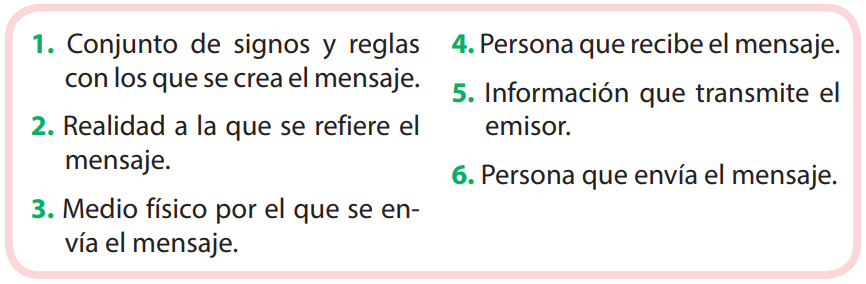 1. Conjunto de signos y reglas
con los que se crea el mensaje.
2. Realidad a la que se refiere el
mensaje.
3. Medio físico por el que se en-
vía el mensaje.
4. Persona que recibe el mensaje.
5. Información que transmite el
emisor.
6. Persona que envía el mensaje.